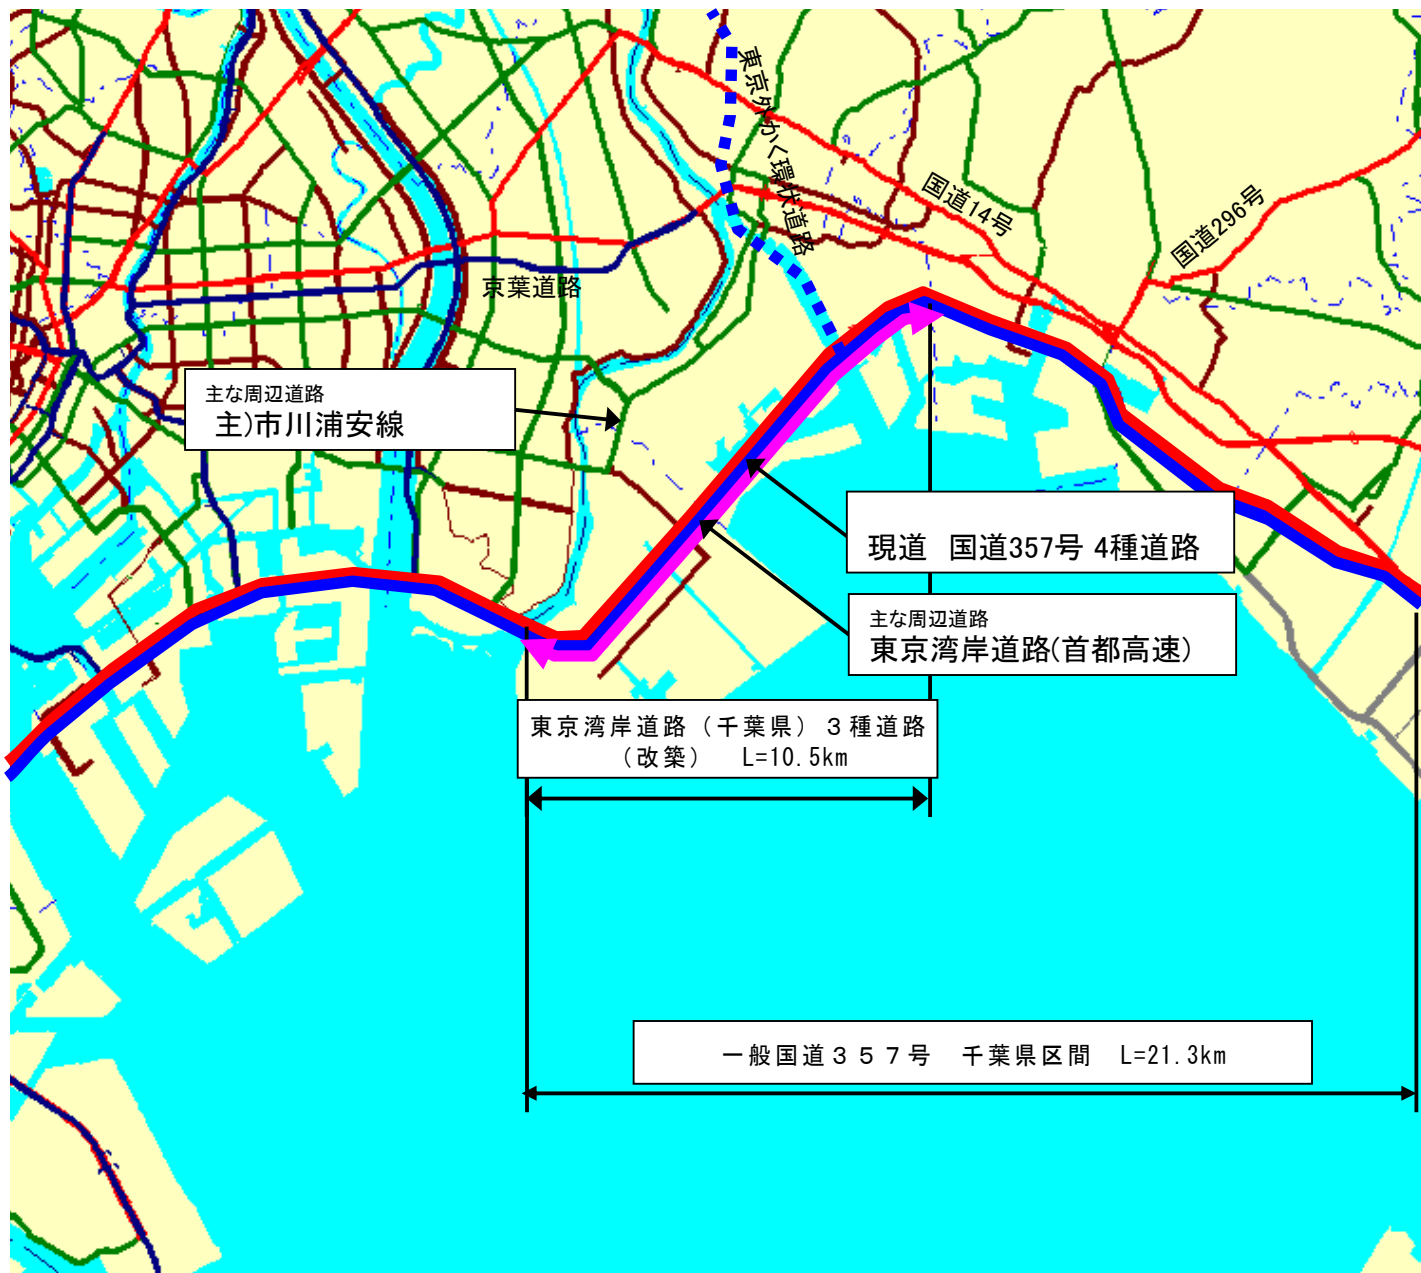 東京外かく環状道路
国道14号
国道296号
京葉道路
主な周辺道路
主)市川浦安線
現道　国道357号 4種道路
主な周辺道路
東京湾岸道路(首都高速)
東京湾岸道路（千葉県）３種道路
（改築）　L=10.5km
一般国道３５７号　千葉県区間　L=21.3km